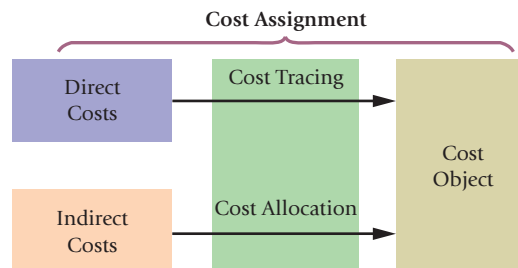 Cost Assignment
Direct
Costs
Cost Tracing
Cost
Object
Indirect
Costs
Cost Allocation